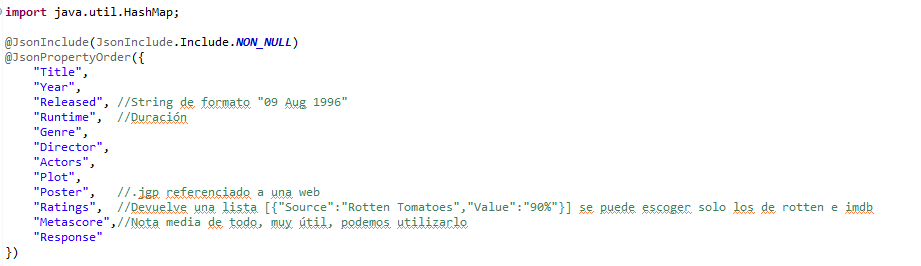 import java.util.HashMap;
@JsonInclude(JsonInclude.Include.NON_NULL)
@JsonPropertyOrder({
"Title",
"Year",
"Released", //String de formato "09 Aug 1996"
"Runtime", //Duración
"Genre",
"Director",
"Actors",
"Plot",
"Poster", //.jgp referenciado a una web
"Ratings", //Devuelve una lista [{"Source":"Rotten Tomatoes","Value":"90%"}] se puede escoger solo los de rotten e imdb
"Metascore",//Nota media de todo, muy útil, podemos utilizarlo
"Response"
})